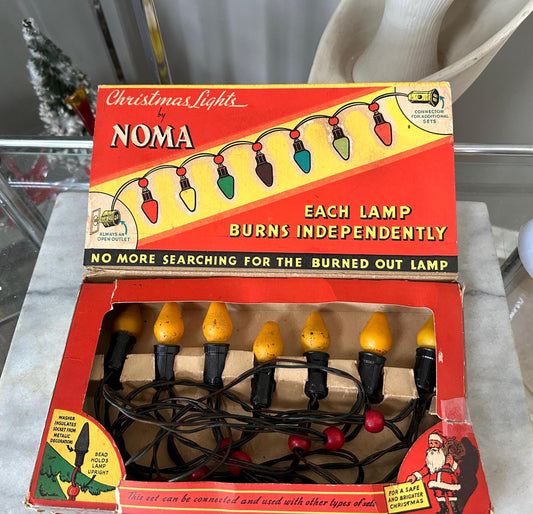 Christmas Lights
by
NOMA
CONNECTOR
FOR ADDITIONAL
SETS
ALWAYS AN
OPEN OUTLET
EACH LAMP
BURNS INDEPENDENTLY
NO MORE SEARCHING FOR THE BURNED OUT LAMP
WASHER
INSULATES
SOCKET FROM
METALLIC
DECORATIONS
BEAD
HOLDS
LAMP
UPRIGHT
This set can be connected and used with other types of sets
FOR A SAFE
AND BRIGHTER
CHRISTMAS